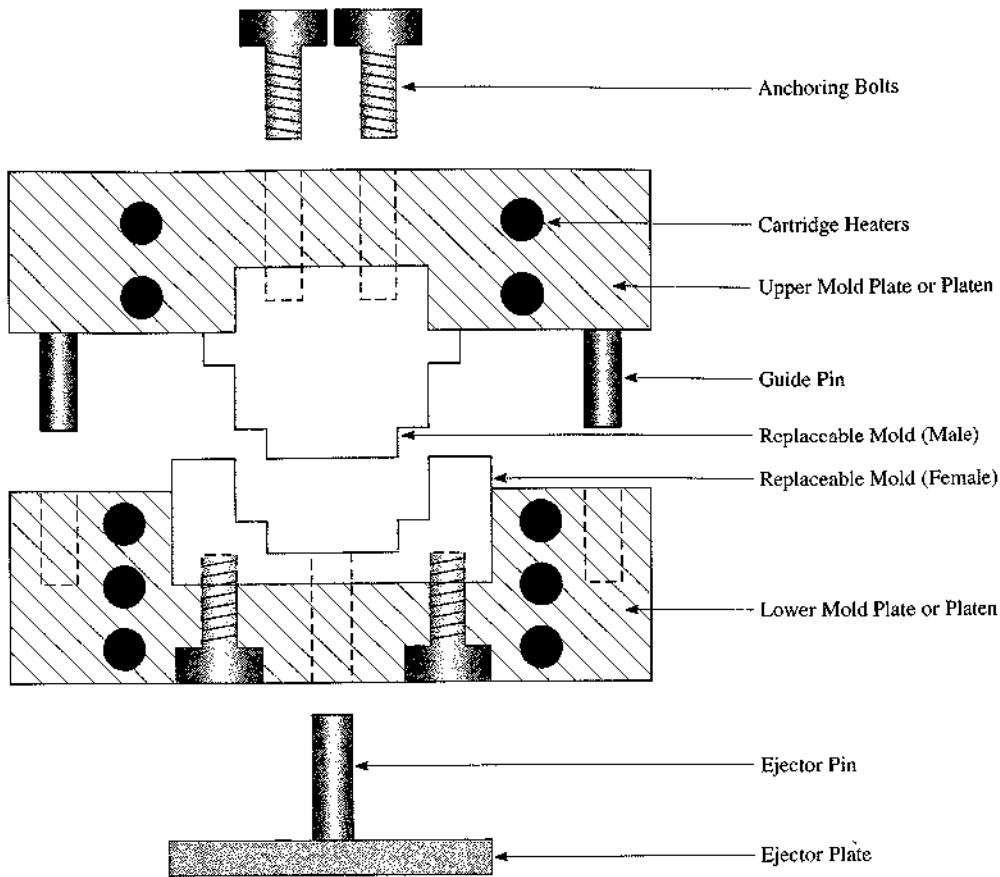 Anchoring Bolts
Cartridge Heaters
Upper Mold Plate or Platen
Guide Pin
Replaceable Mold (Male)
Replaceable Mold (Female)
Lower Mold Plate or Platen
Ejector Pin
Ejector Plate